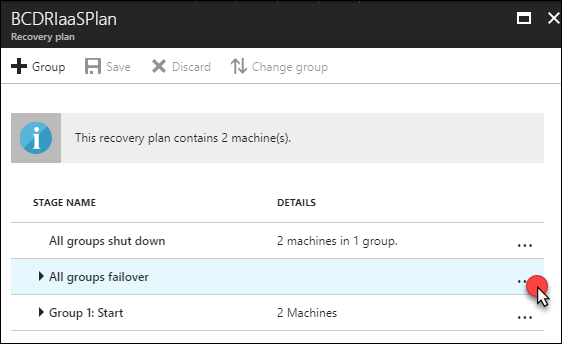 BCDRIaaSPlan
Recovery plan
Group Save Discard Change group
This recovery plan contains 2 machine(s).
STAGE NAME DETAILS
All groups shut down 2 machines in 1 group. ...
All groups failover ...
Group 1: Start 2 Machines ...